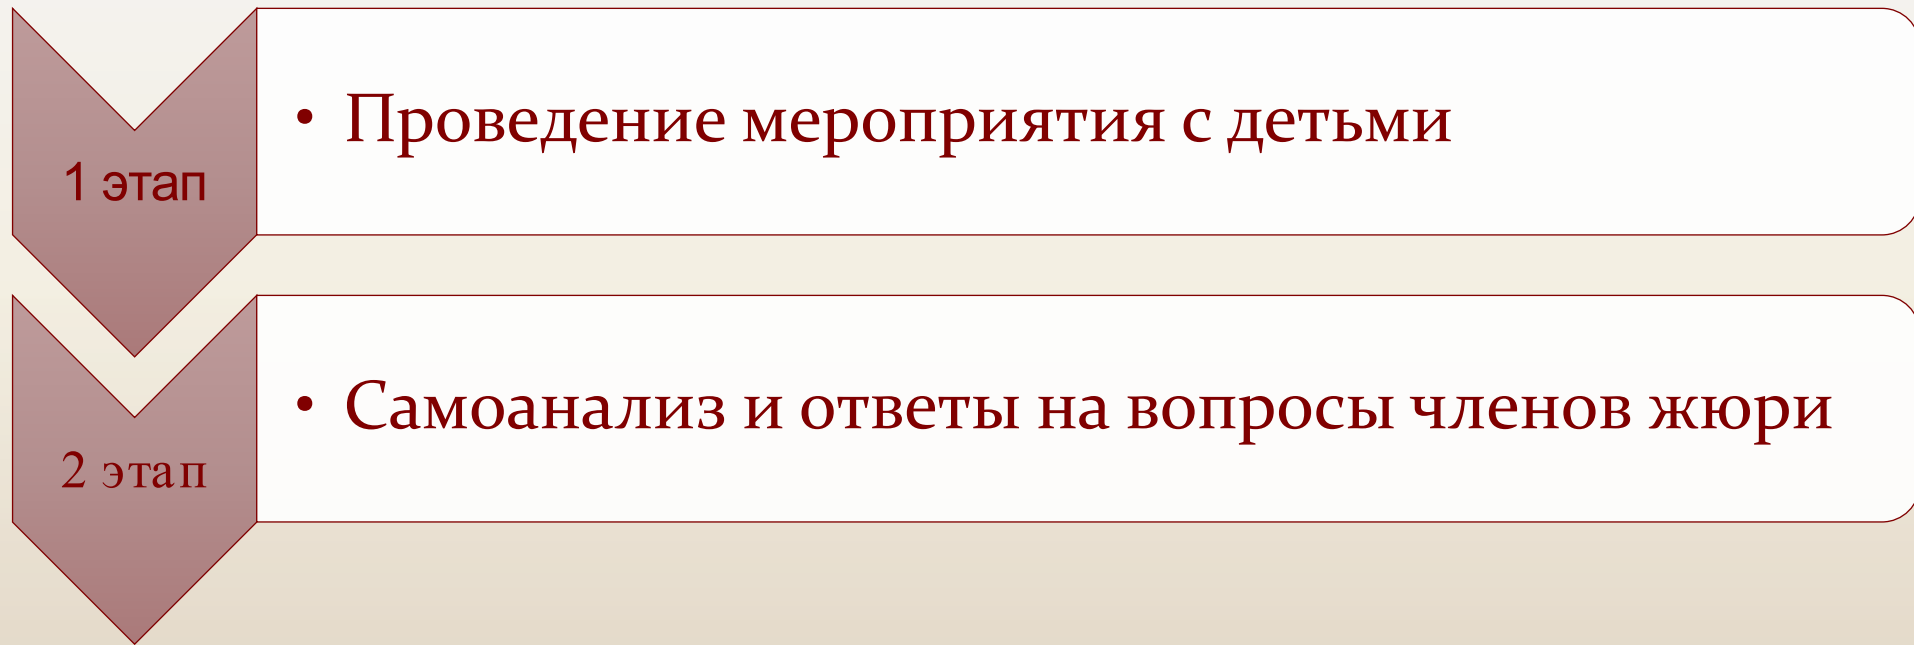 1 этап
• Проведение мероприятия с детьми
2 этап
• Самоанализ и ответы на вопросы членов жюри